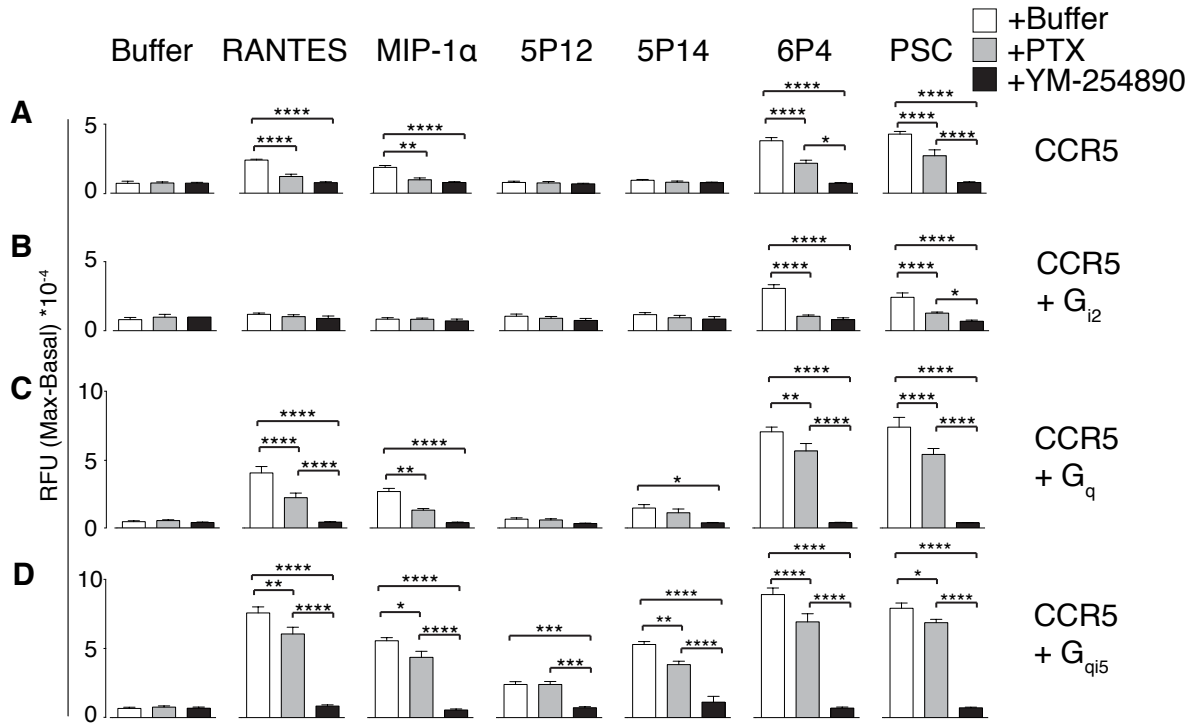 +Buffer
Buffer RANTES MIP-1α 5P12 5P14 6P4 PSC +PTX
+YM-254890
A
**** **** **** ****
**** **** **** ****
**** ** * ****
5
0
CCR5
B
**** ****
**** **** *
5
0
CCR5
+ Gi2
RFU (Max-Basal) *10-4
C
**** ****
**** ** ****
**** **** **** ****
**** ** *
10
5
0
CCR5
+ Gq
D
**** **** *** **** **** ****
** * *** ** **** *
**** **** **** **** ****
10
5
0
CCR5
+ Gqi5